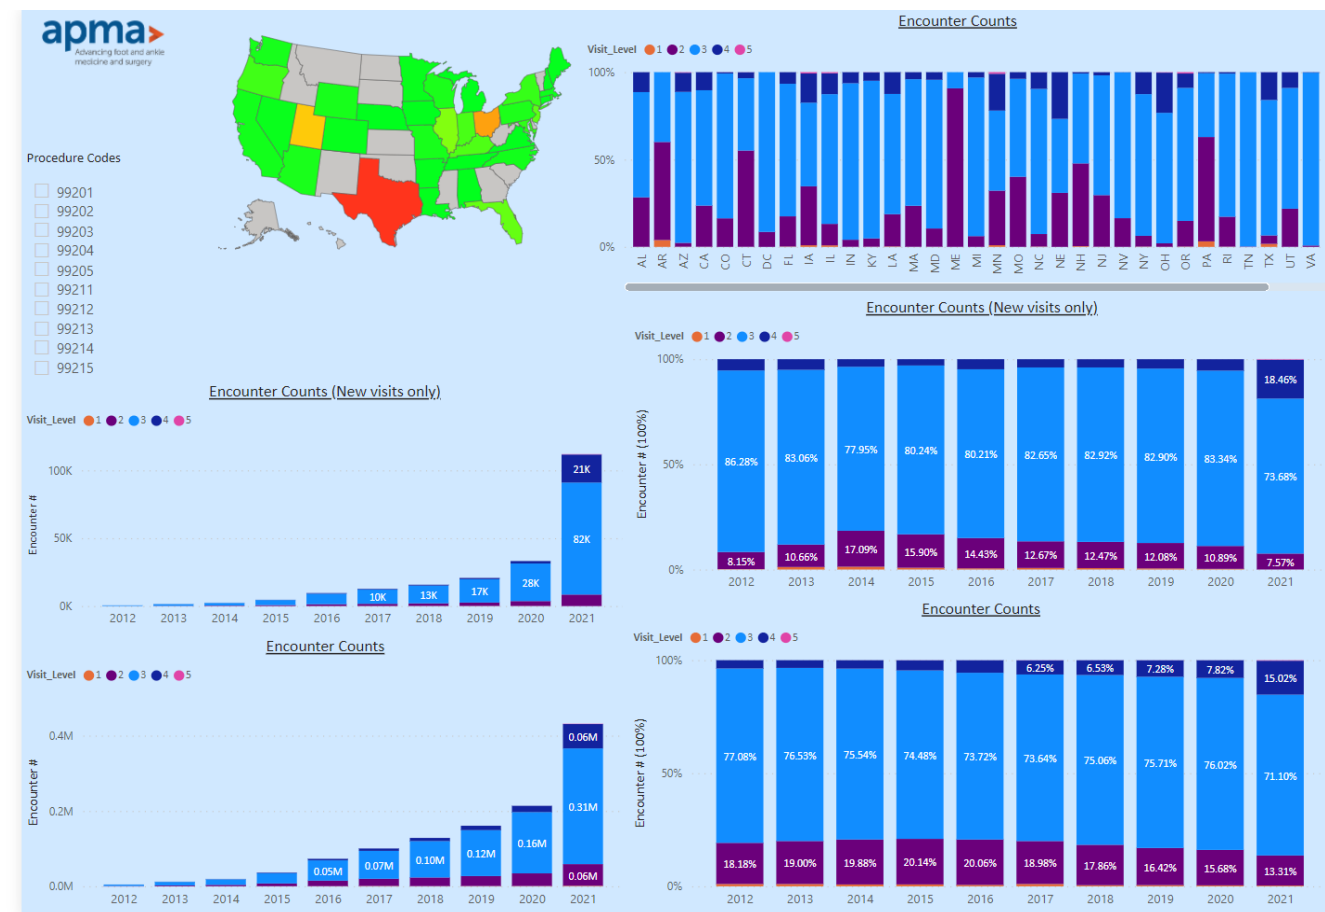 apma
Advancing foot and ankle
medicine and surgery
Procedure Codes
99201
99202
99203
99204
99205
99211
99212
99213
99214
99215
Encounter Counts
Visit_Level 1 2 3 4 5
100%
50%
0%
AL AR AZ CA CO CT DC FL IA IL IN KY LA MA MD ME MI MN MO NC NE NH NJ NV NY OH OR PA RI TN TX UT VA
Encounter Counts (New visits only)
Visit_Level 1 2 3 4 5
Encounter #
100K
50K
0K
21K
82K
10K 13K 17K 28K
2012 2013 2014 2015 2016 2017 2018 2019 2020 2021
Encounter Counts (New visits only)
Visit_Level 1 2 3 4 5
Encounter # (100%)
100%
50%
0%
18.46%
86.28% 83.06% 77.95% 80.24% 80.21% 82.65% 82.92% 82.90% 83.34% 73.68%
8.15% 10.66% 17.09% 15.90% 14.43% 12.67% 12.47% 12.08% 10.89% 7.57%
2012 2013 2014 2015 2016 2017 2018 2019 2020 2021
Encounter Counts
Visit_Level 1 2 3 4 5
Encounter #
0.4M
0.2M
0.0M
0.06M
0.05M 0.07M 0.10M 0.12M 0.16M 0.31M
0.06M
2012 2013 2014 2015 2016 2017 2018 2019 2020 2021
Encounter Counts
Visit_Level 1 2 3 4 5
Encounter # (100%)
100%
50%
0%
6.25% 6.53% 7.28% 7.82% 15.02%
77.08% 76.53% 75.54% 74.48% 73.72% 73.64% 75.06% 75.71% 76.02% 71.10%
18.18% 19.00% 19.88% 20.14% 20.06% 18.98% 17.86% 16.42% 15.68% 13.31%
2012 2013 2014 2015 2016 2017 2018 2019 2020 2021